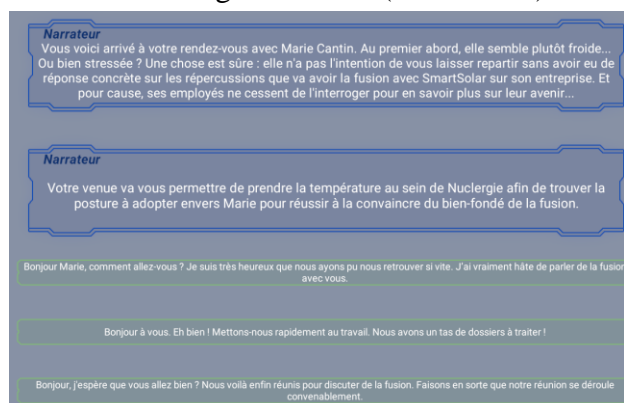 Narrateur
Vous voici arrivé à votre rendez-vous avec Marie Cantin. Au premier abord, elle semble plutôt froide...
Ou bien stressée ? Une chose est sûre : elle n'a pas l'intention de vous laisser repartir sans avoir eu de
réponse concrète sur les répercussions que va avoir la fusion avec SmartSolar sur son entreprise. Et
pour cause, ses employés ne cessent de l'interroger pour en savoir plus sur leur avenir...
Narrateur
Votre venue va vous permettre de prendre la température au sein de Nuclergie afin de trouver la
posture à adopter envers Marie pour réussir à la convaincre du bien-fondé de la fusion.
Bonjour Marie, comment allez-vous ? Je suis très heureux que nous ayons pu nous retrouver si vite. J'ai vraiment hâte de parler de la fusion
avec vous.
Bonjour à vous. Eh bien ! Mettons-nous rapidement au travail. Nous avons un tas de dossiers à traiter !
Bonjour, j'espère que vous allez bien ? Nous voilà enfin réunis pour discuter de la fusion. Faisons en sorte que notre réunion se déroule
convenablement.